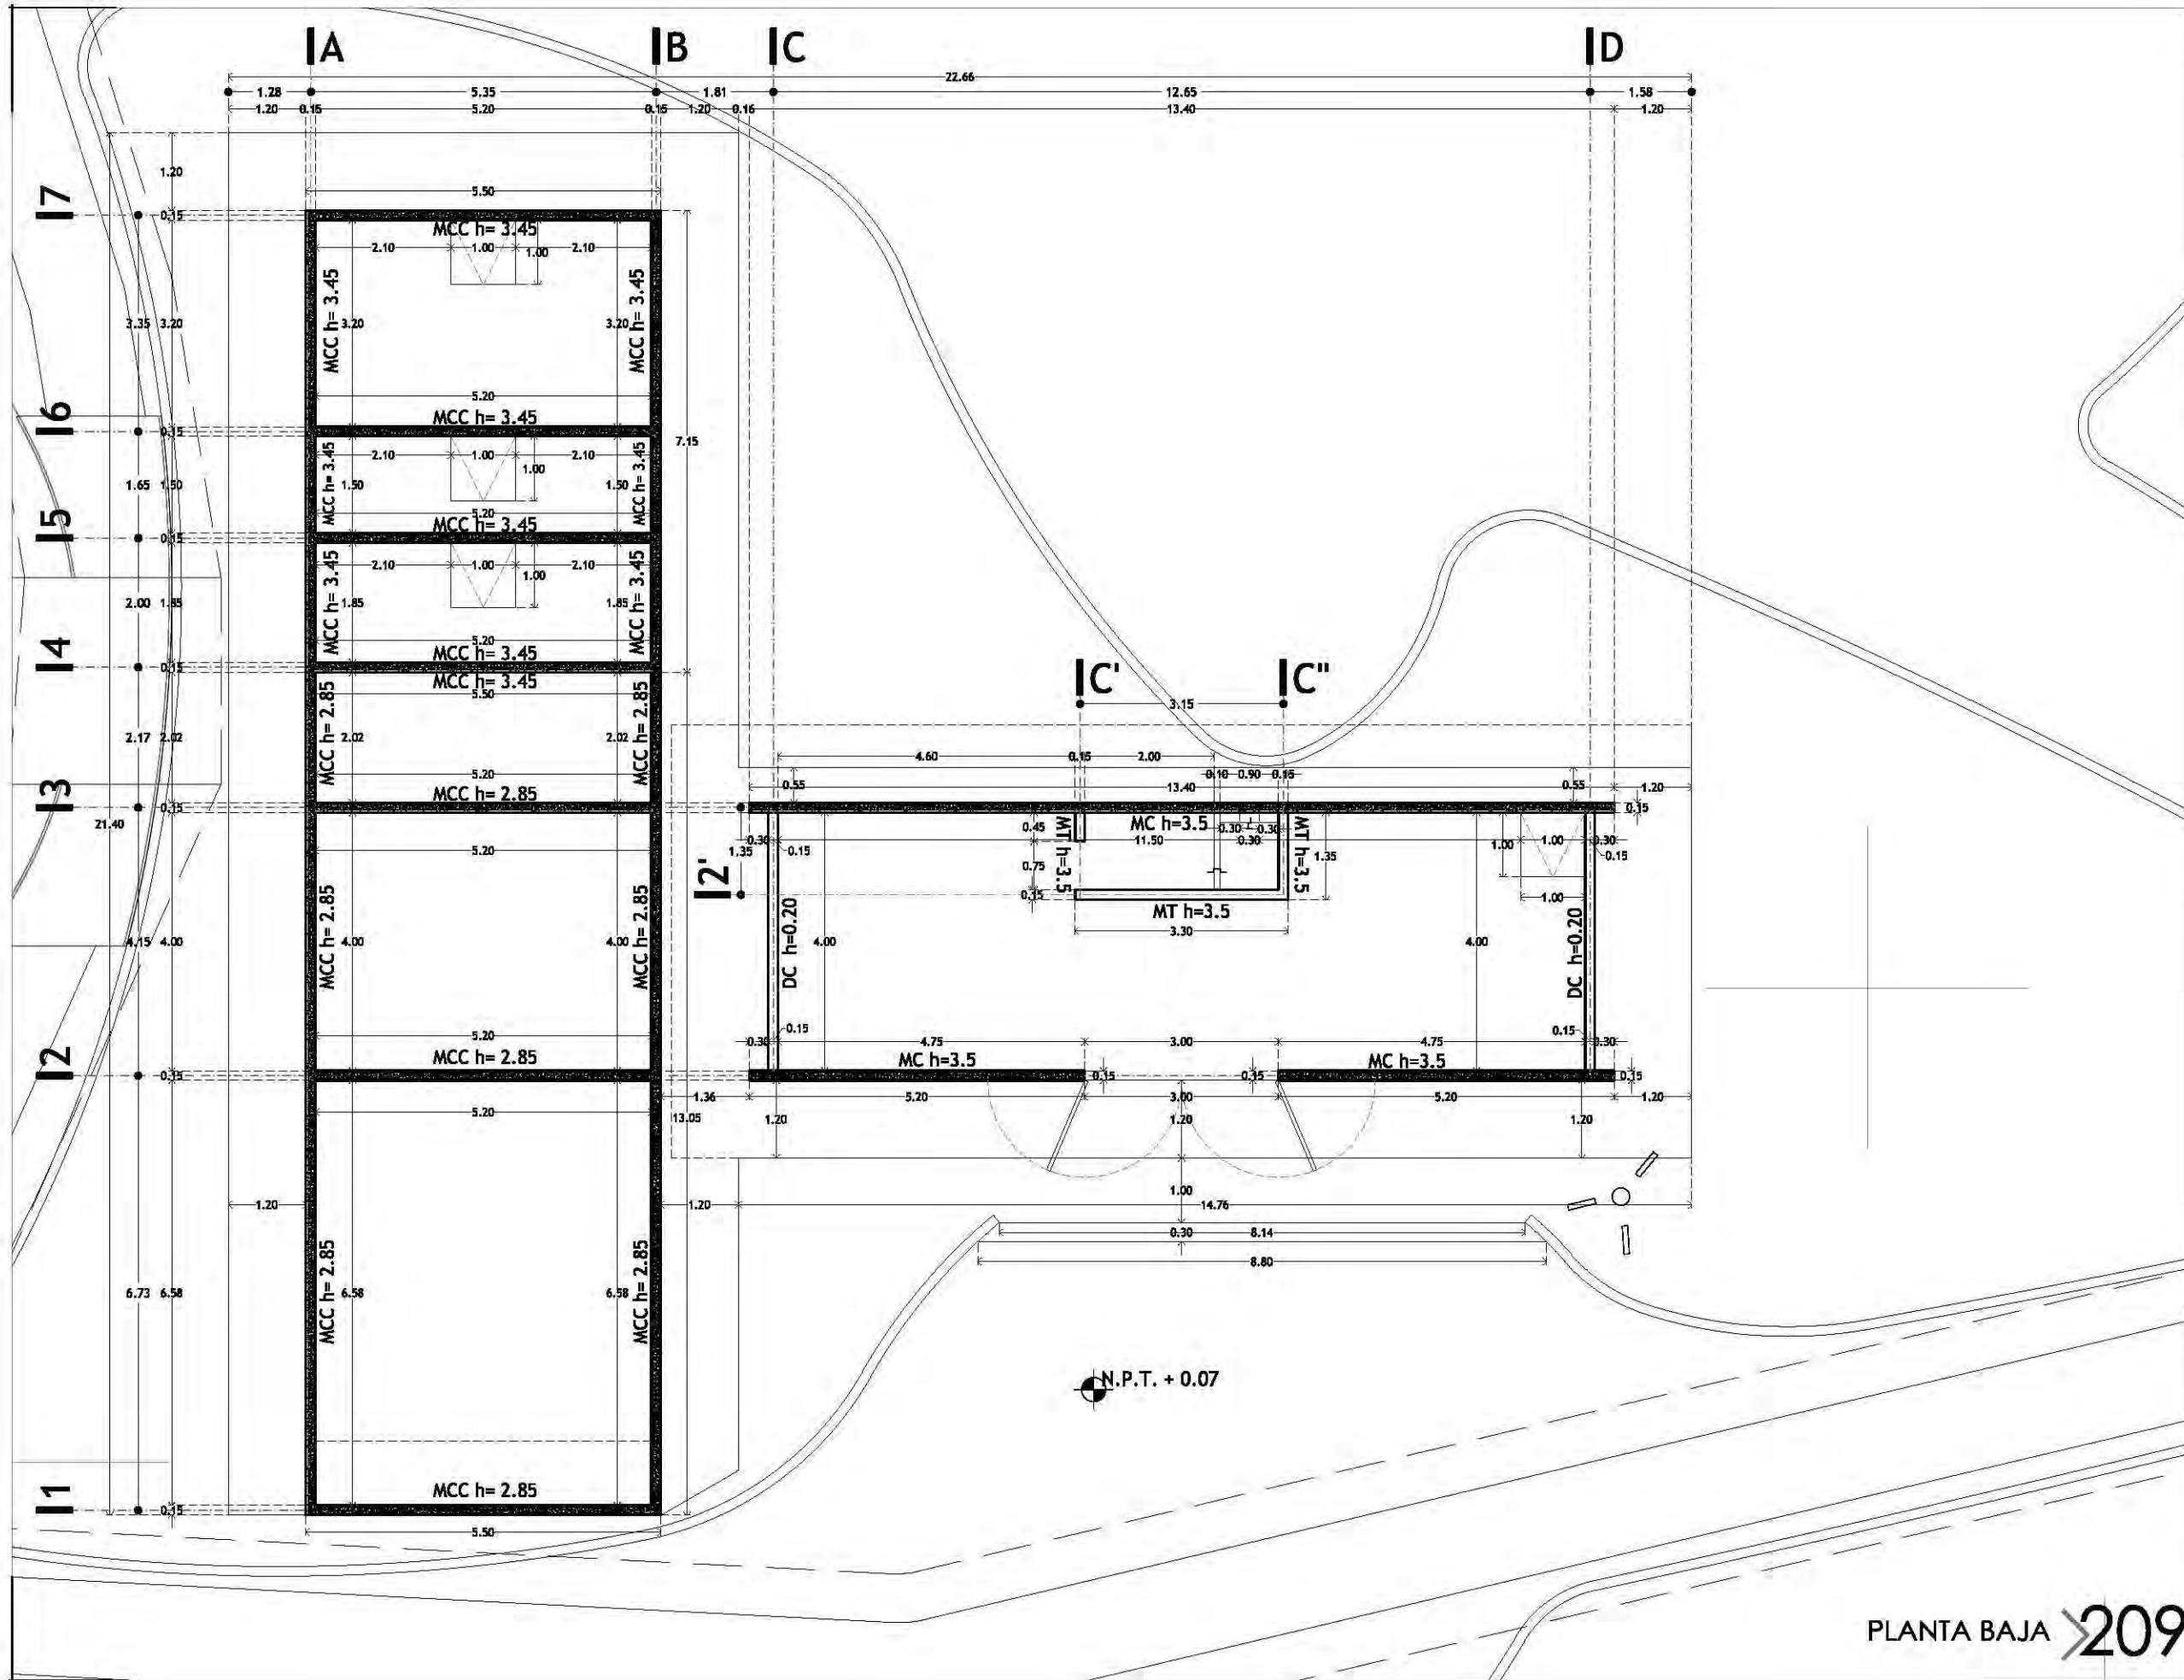 A B C D
22.66
1.28 5.35 1.81 12.65 1.58
1.20 0.15 5.20 0.15 1.20 0.16 13.40 1.20
1.20
7
0.15
5.50
MCC h= 3.45
2.10 1.00 2.10
1.00
MCC h= 3.45
MCC h= 3.45
3.35 3.20 3.20 3.20
5.20
MCC h= 3.45
6
0.15
7.15
2.10 1.00 2.10
1.00
MCC h= 3.45
MCC h= 3.45
1.65 1.50 1.50 1.50
5.20
MCC h= 3.45
5
0.15
2.10 1.00 2.10
1.00
MCC h= 3.45
MCC h= 3.45
2.00 1.85 1.85 1.85
5.20
MCC h= 3.45
4
0.15
MCC h= 3.45
5.50
C' C"
3.15
MCC h= 2.85
MCC h= 2.85
2.17 2.02 2.02 2.02
4.60 0.15 2.00
0.10 0.90 0.15
5.20
0.55 13.40 0.55 1.20
MCC h= 2.85
3
0.15
0.15
21.40
0.45 MC h=3.5 0.30 0.30
0.30 11.50 0.30 1.00 1.00 0.30
MT h=3.5
MT h=3.5
5.20
1.35 0.15 1.35 0.15
2'
0.75
0.15
1.00
MT h=3.5
3.30
MCC h= 2.85
MCC h= 2.85
DC h=0.20
DC h=0.20
4.15 4.00 4.00 4.00 4.00 4.00
0.15 0.15
5.20
0.30 4.75 3.00 4.75 0.30
MCC h= 2.85
MC h=3.5 MC h=3.5
2
0.15
0.15 0.15 0.15
1.36 5.20 3.00 5.20 1.20
5.20
13.05 1.20 1.20 1.20
1.00
1.20 1.20 14.76
0.30 8.14
8.80
MCC h= 2.85
MCC h= 2.85
6.73 6.58 6.58 6.58
N.P.T. + 0.07
MCC h= 2.85
1
0.15
5.50
PLANTA BAJA 209